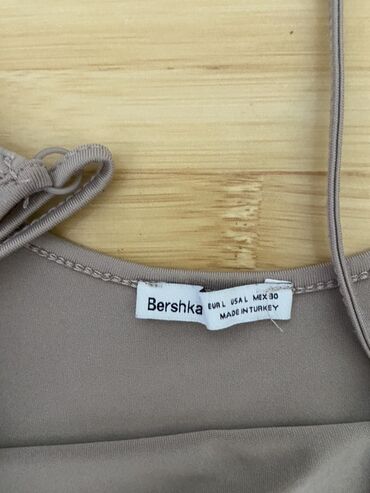 Bershka
EUR L USA L MEX 30
MADE IN TURKEY